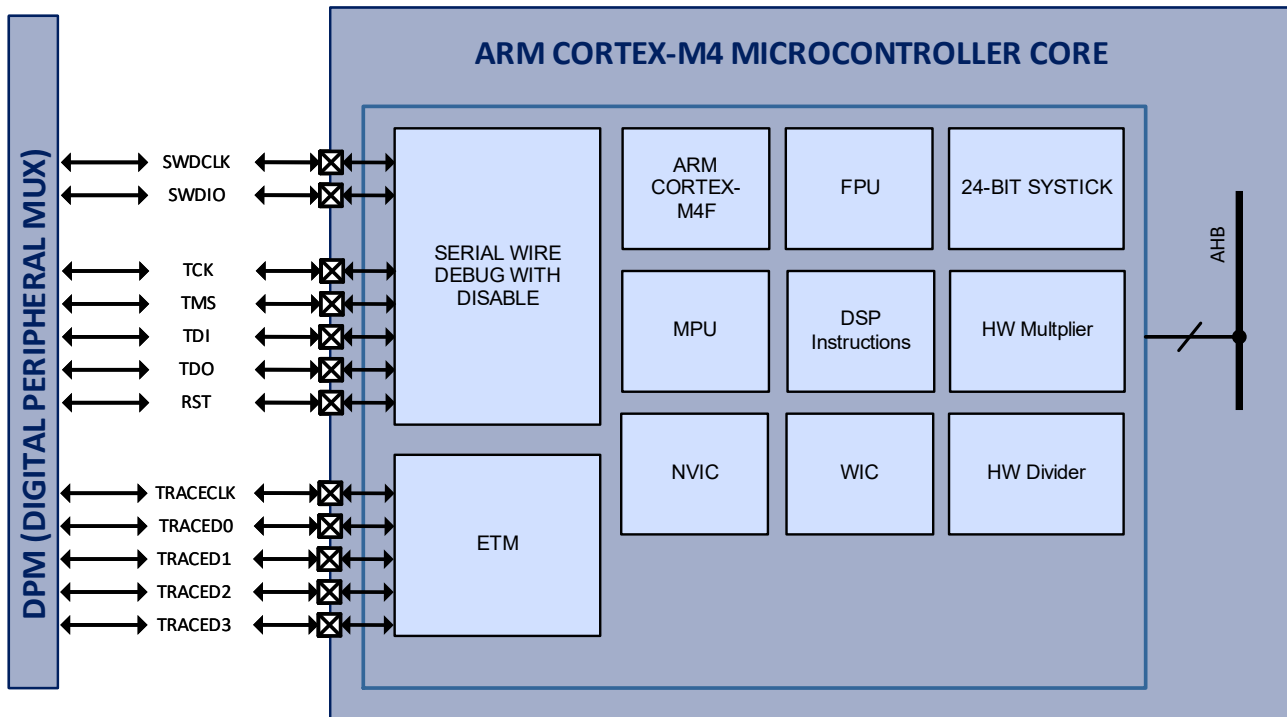 ARM CORTEX-M4 MICROCONTROLLER CORE
DPM (DIGITAL PERIPHERAL MUX)
SWDCLK
SWDIO
TCK
TMS
TDI
TDO
RST
TRACECLK
TRACED0
TRACED1
TRACED2
TRACED3
SERIAL WIRE
DEBUG WITH
DISABLE
ETM
ARM
CORTEX-
M4F
FPU
24-BIT SYSTICK
MPU
DSP
Instructions
HW Multplier
NVIC
WIC
HW Divider
AHB